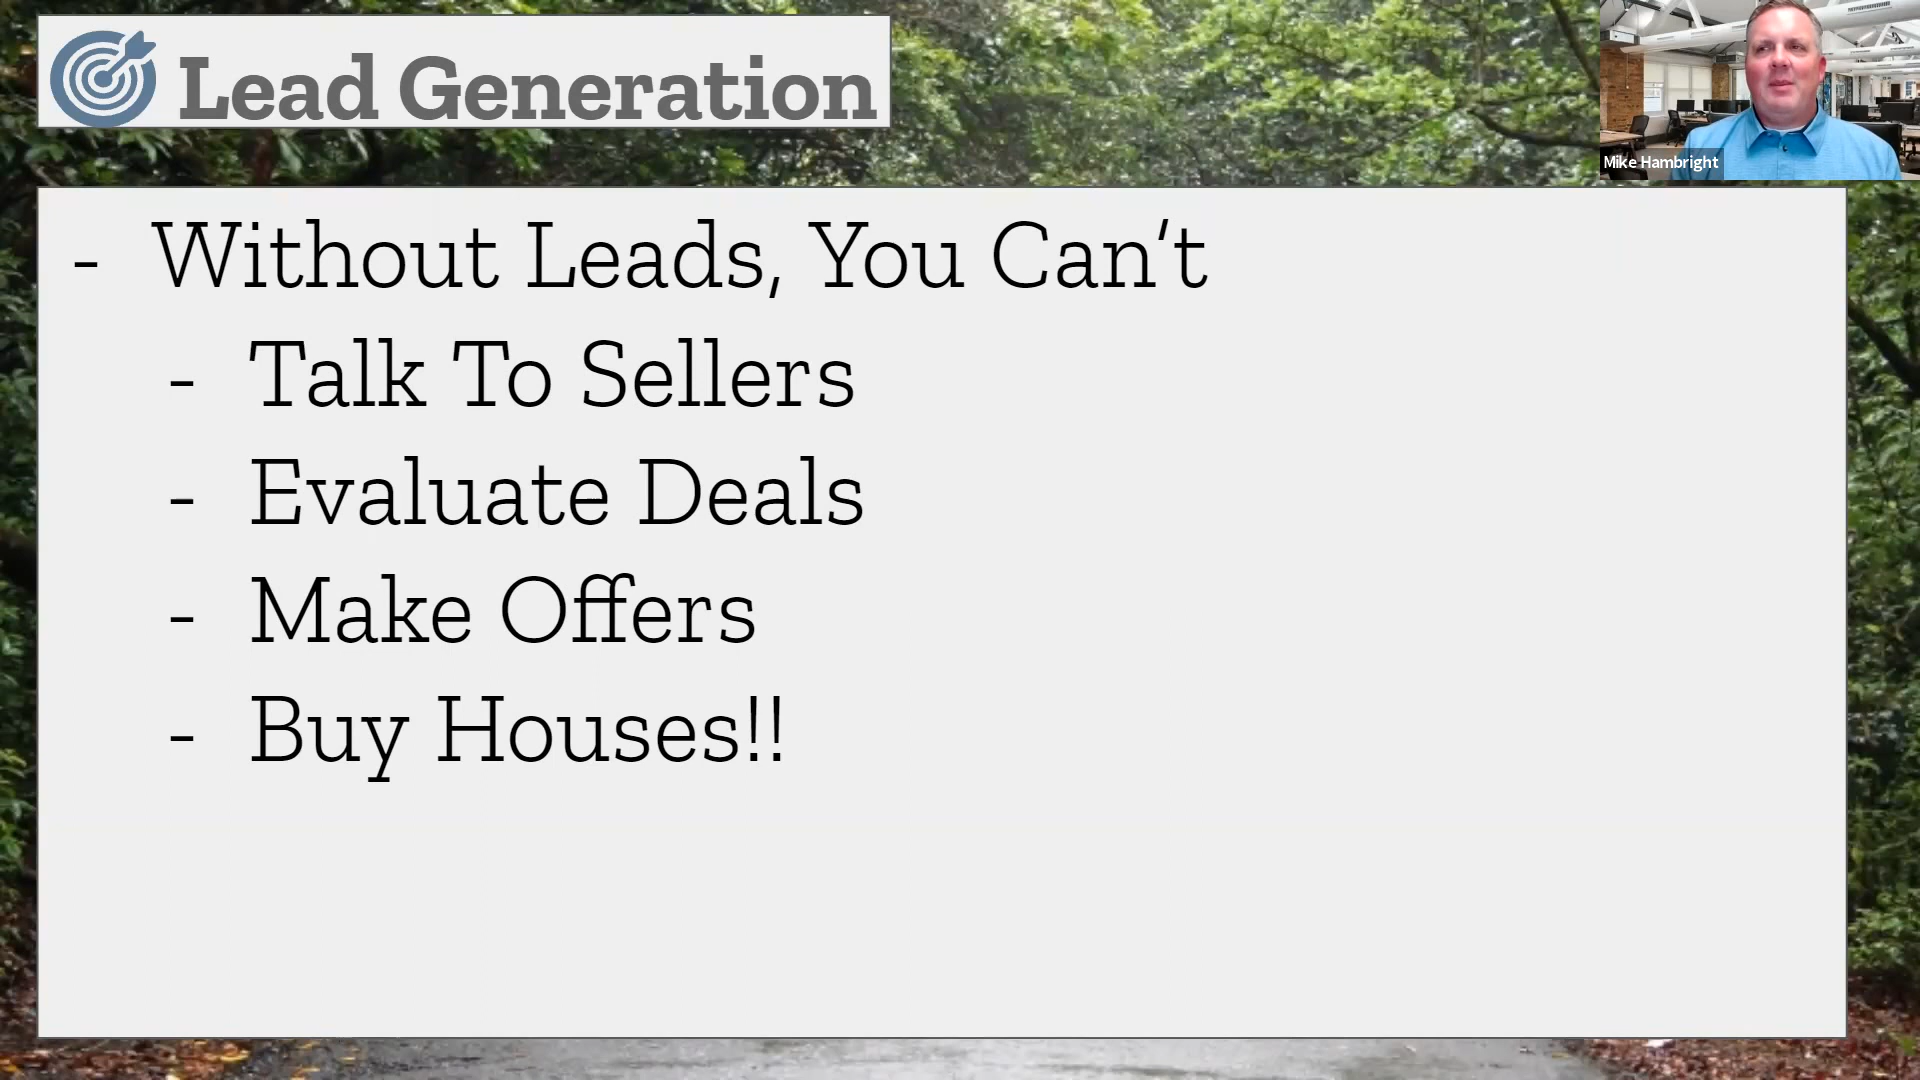 Lead Generation
Mike Hambright
- Without Leads, You Can’t
- Talk To Sellers
- Evaluate Deals
- Make Offers
- Buy Houses!!